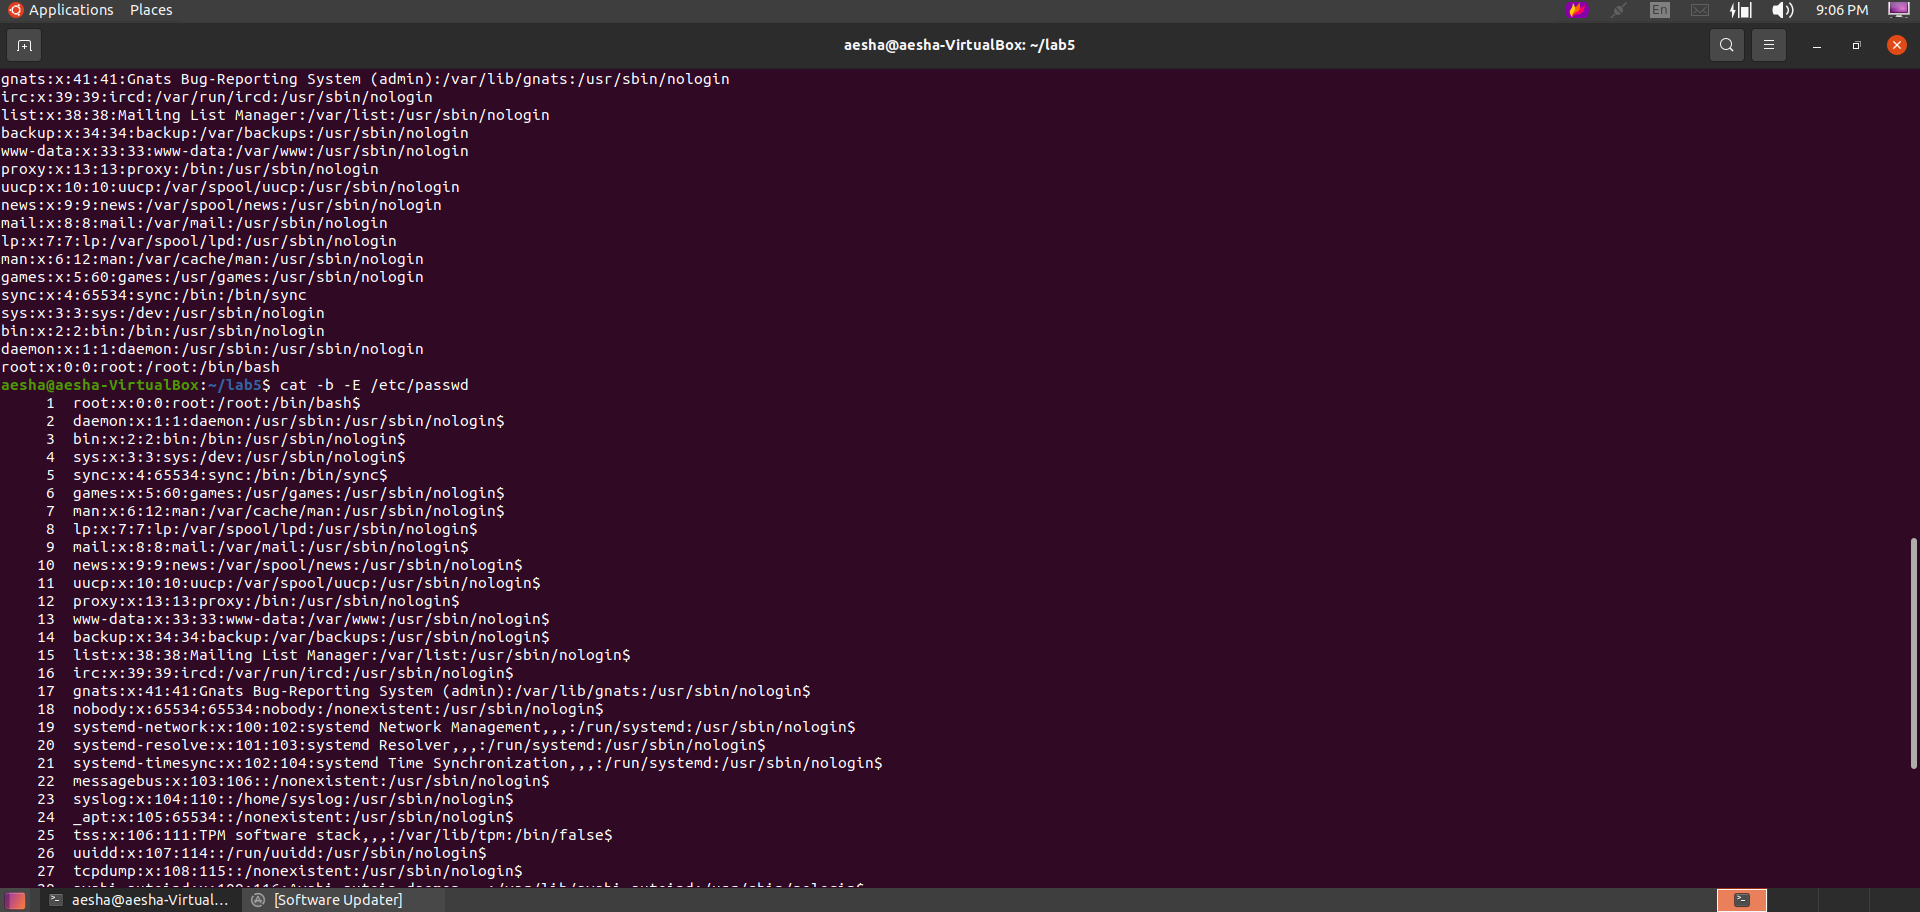 Applications Places En 9:06 PM
aesha@aesha-VirtualBox: ~/lab5
gnats:x:41:41:Gnats Bug-Reporting System (admin):/var/lib/gnats:/usr/sbin/nologin
irc:x:39:39:ircd:/var/run/ircd:/usr/sbin/nologin
list:x:38:38:Mailing List Manager:/var/list:/usr/sbin/nologin
backup:x:34:34:backup:/var/backups:/usr/sbin/nologin
www-data:x:33:33:www-data:/var/www:/usr/sbin/nologin
proxy:x:13:13:proxy:/bin:/usr/sbin/nologin
uucp:x:10:10:uucp:/var/spool/uucp:/usr/sbin/nologin
news:x:9:9:news:/var/spool/news:/usr/sbin/nologin
mail:x:8:8:mail:/var/mail:/usr/sbin/nologin
lp:x:7:7:lp:/var/spool/lpd:/usr/sbin/nologin
man:x:6:12:man:/var/cache/man:/usr/sbin/nologin
games:x:5:60:games:/usr/games:/usr/sbin/nologin
sync:x:4:65534:sync:/bin:/bin/sync
sys:x:3:3:sys:/dev:/usr/sbin/nologin
bin:x:2:2:bin:/bin:/usr/sbin/nologin
daemon:x:1:1:daemon:/usr/sbin:/usr/sbin/nologin
root:x:0:0:root:/root:/bin/bash
aesha@aesha-VirtualBox:~/lab5$ cat -b -E /etc/passwd
1 root:x:0:0:root:/root:/bin/bash$
2 daemon:x:1:1:daemon:/usr/sbin:/usr/sbin/nologin$
3 bin:x:2:2:bin:/bin:/usr/sbin/nologin$
4 sys:x:3:3:sys:/dev:/usr/sbin/nologin$
5 sync:x:4:65534:sync:/bin:/bin/sync$
6 games:x:5:60:games:/usr/games:/usr/sbin/nologin$
7 man:x:6:12:man:/var/cache/man:/usr/sbin/nologin$
8 lp:x:7:7:lp:/var/spool/lpd:/usr/sbin/nologin$
9 mail:x:8:8:mail:/var/mail:/usr/sbin/nologin$
10 news:x:9:9:news:/var/spool/news:/usr/sbin/nologin$
11 uucp:x:10:10:uucp:/var/spool/uucp:/usr/sbin/nologin$
12 proxy:x:13:13:proxy:/bin:/usr/sbin/nologin$
13 www-data:x:33:33:www-data:/var/www:/usr/sbin/nologin$
14 backup:x:34:34:backup:/var/backups:/usr/sbin/nologin$
15 list:x:38:38:Mailing List Manager:/var/list:/usr/sbin/nologin$
16 irc:x:39:39:ircd:/var/run/ircd:/usr/sbin/nologin$
17 gnats:x:41:41:Gnats Bug-Reporting System (admin):/var/lib/gnats:/usr/sbin/nologin$
18 nobody:x:65534:65534:nobody:/nonexistent:/usr/sbin/nologin$
19 systemd-network:x:100:102:systemd Network Management,,,:/run/systemd:/usr/sbin/nologin$
20 systemd-resolve:x:101:103:systemd Resolver,,,:/run/systemd:/usr/sbin/nologin$
21 systemd-timesync:x:102:104:systemd Time Synchronization,,,:/run/systemd:/usr/sbin/nologin$
22 messagebus:x:103:106::/nonexistent:/usr/sbin/nologin$
23 syslog:x:104:110::/home/syslog:/usr/sbin/nologin$
24 _apt:x:105:65534::/nonexistent:/usr/sbin/nologin$
25 tss:x:106:111:TPM software stack,,,:/var/lib/tpm:/bin/false$
26 uuidd:x:107:114::/run/uuidd:/usr/sbin/nologin$
27 tcpdump:x:108:115::/nonexistent:/usr/sbin/nologin$
aesha@aesha-Virtual... [Software Updater]